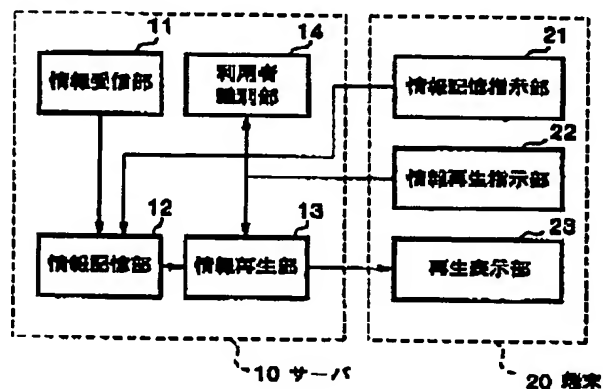 11
情報受信部
14
利用者
識別部
21
情報記憶指示部
22
情報再生指示部
12
情報記憶部
13
情報再生部
23
再生表示部
10 サーバ
20 端末